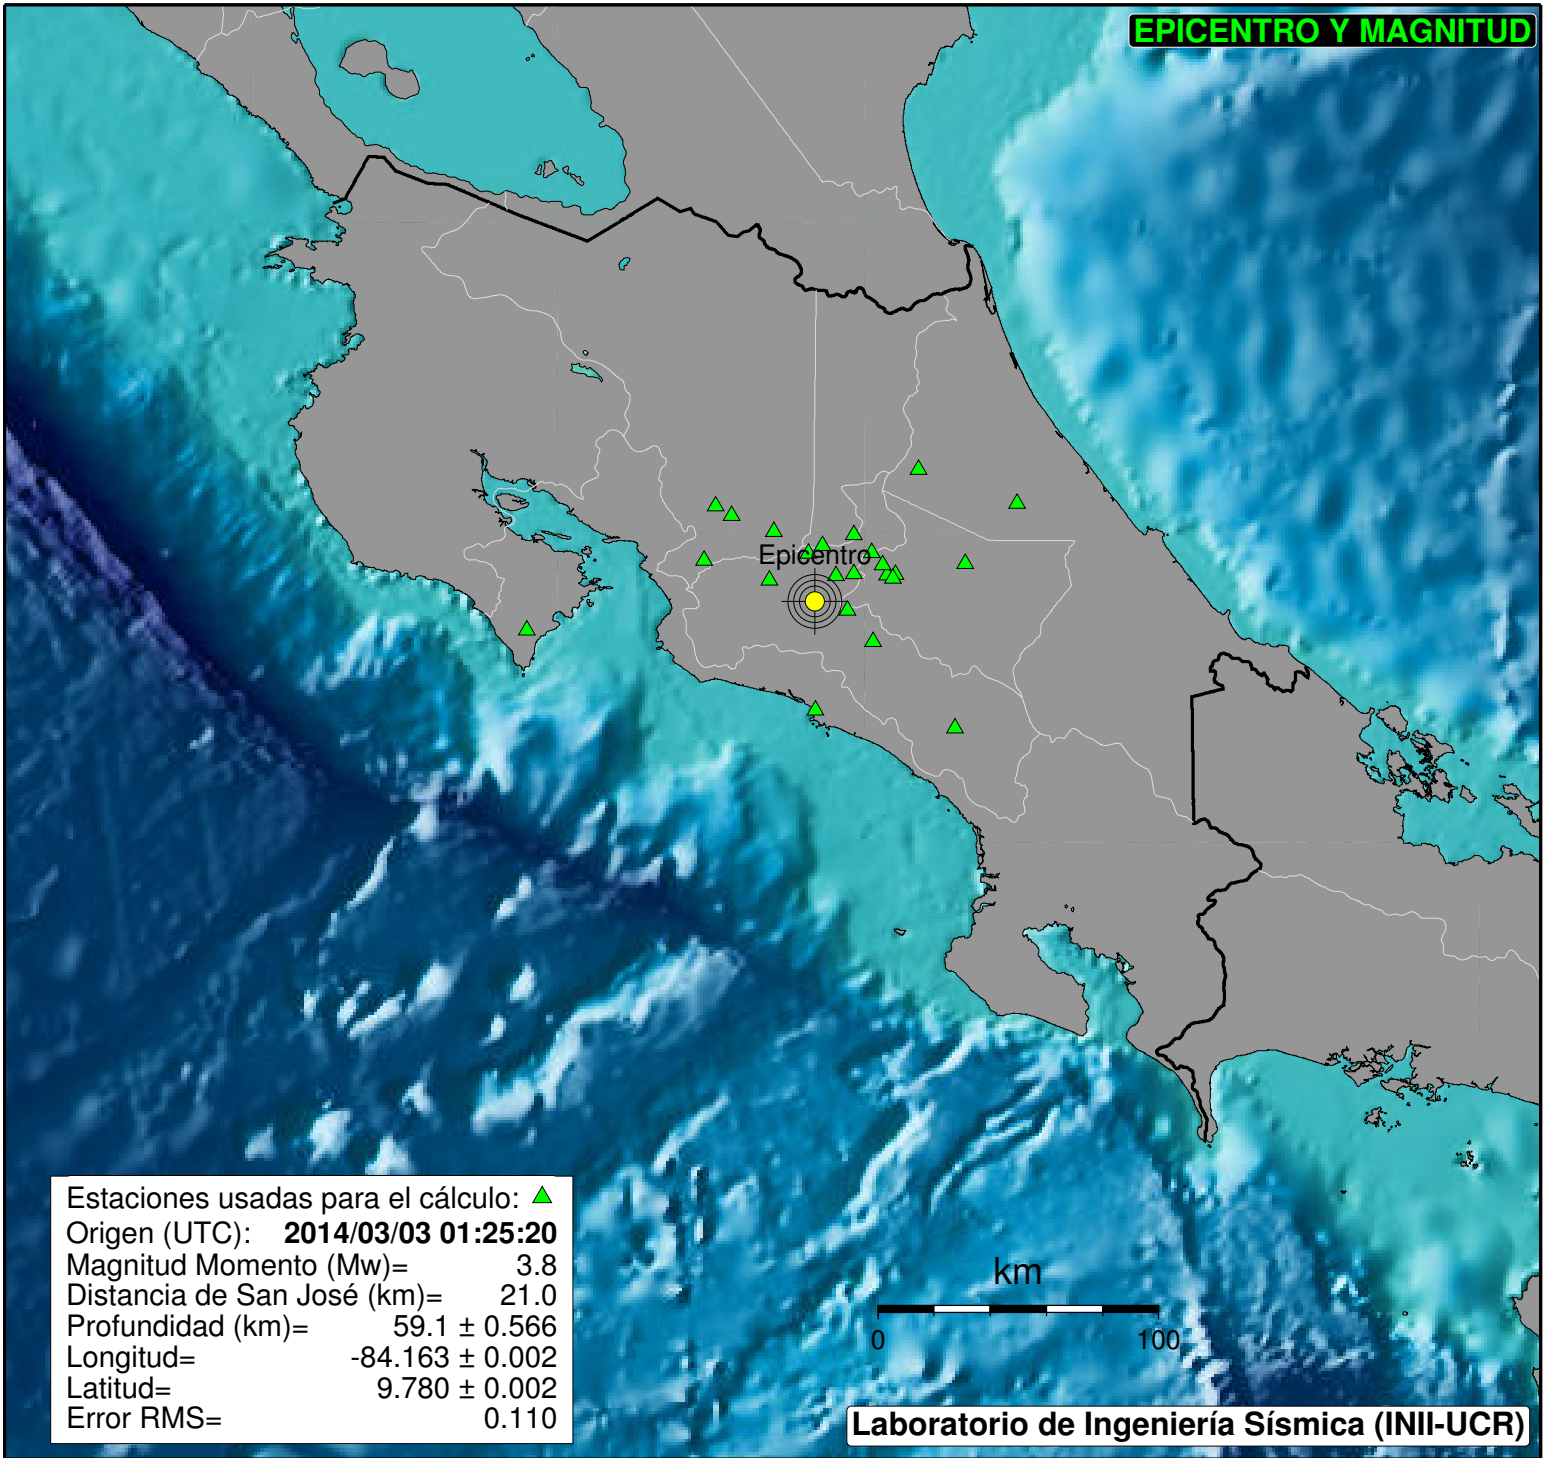 EPICENTRO Y MAGNITUD
Epicentro
Estaciones usadas para el cálculo:
Origen (UTC): 2014/03/03 01:25:20
Magnitud Momento (Mw)= 3.8
Distancia de San José (km)= 21.0
Profundidad (km)= 59.1 ± 0.566
Longitud= -84.163 ± 0.002
Latitud= 9.780 ± 0.002
Error RMS= 0.110
km
0 100
Laboratorio de Ingeniería Sísmica (INII-UCR)